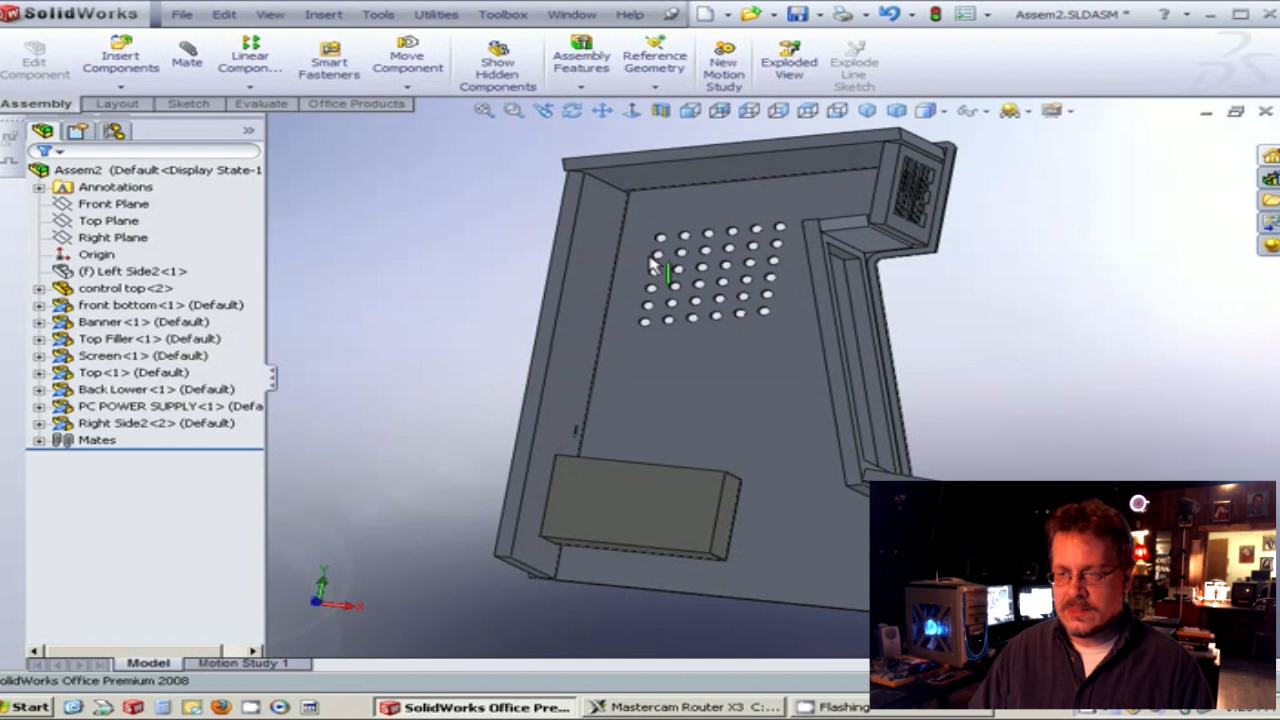 SolidWorks File Edit View Insert Tools Utilities Toolbox Window Help Assem2.SLDASM *
Edit Component Insert Components Mate Linear Compon... Smart Fasteners Move Component Show Hidden Components Assembly Features Reference Geometry New Motion Study Exploded View Explode Line Sketch
Assembly Layout Sketch Evaluate Office Products
Assem2 (Default<Display State-1
A Annotations
Front Plane
Top Plane
Right Plane
Origin
(f) Left Side2<1>
control top<2>
front bottom<1> (Default)
Banner<1> (Default)
Top Filler<1> (Default)
Screen<1> (Default)
Top<1> (Default)
Back Lower<1> (Default)
PC POWER SUPPLY<1> (Defa
Right Side2<2> (Default)
Mates
Y
X
Model Motion Study 1
SolidWorks Office Premium 2008
Start SolidWorks Office Pre... Mastercam Router X3 C:... Flashing